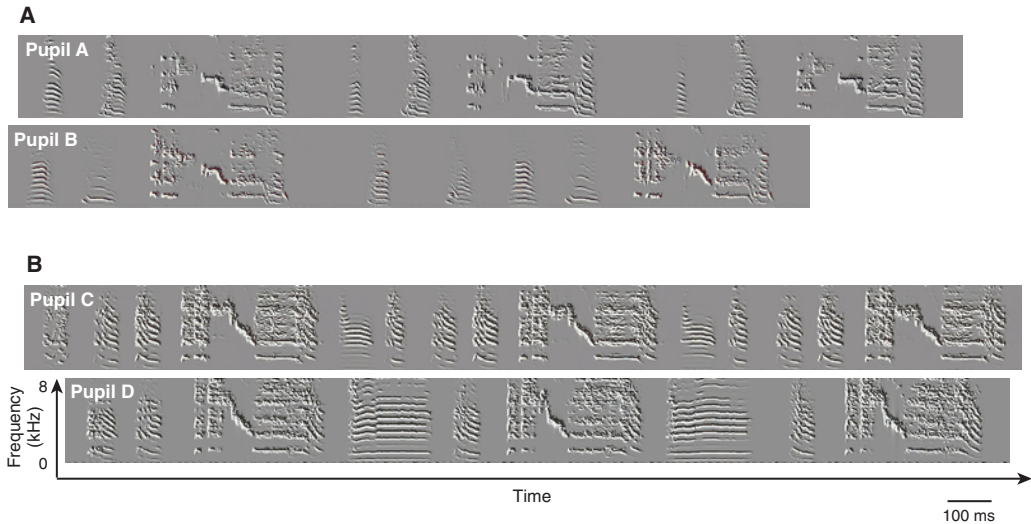 A
Pupil A
Pupil B
B
Pupil C
Pupil D
8
Frequency
(kHz)
0
Time
100 ms